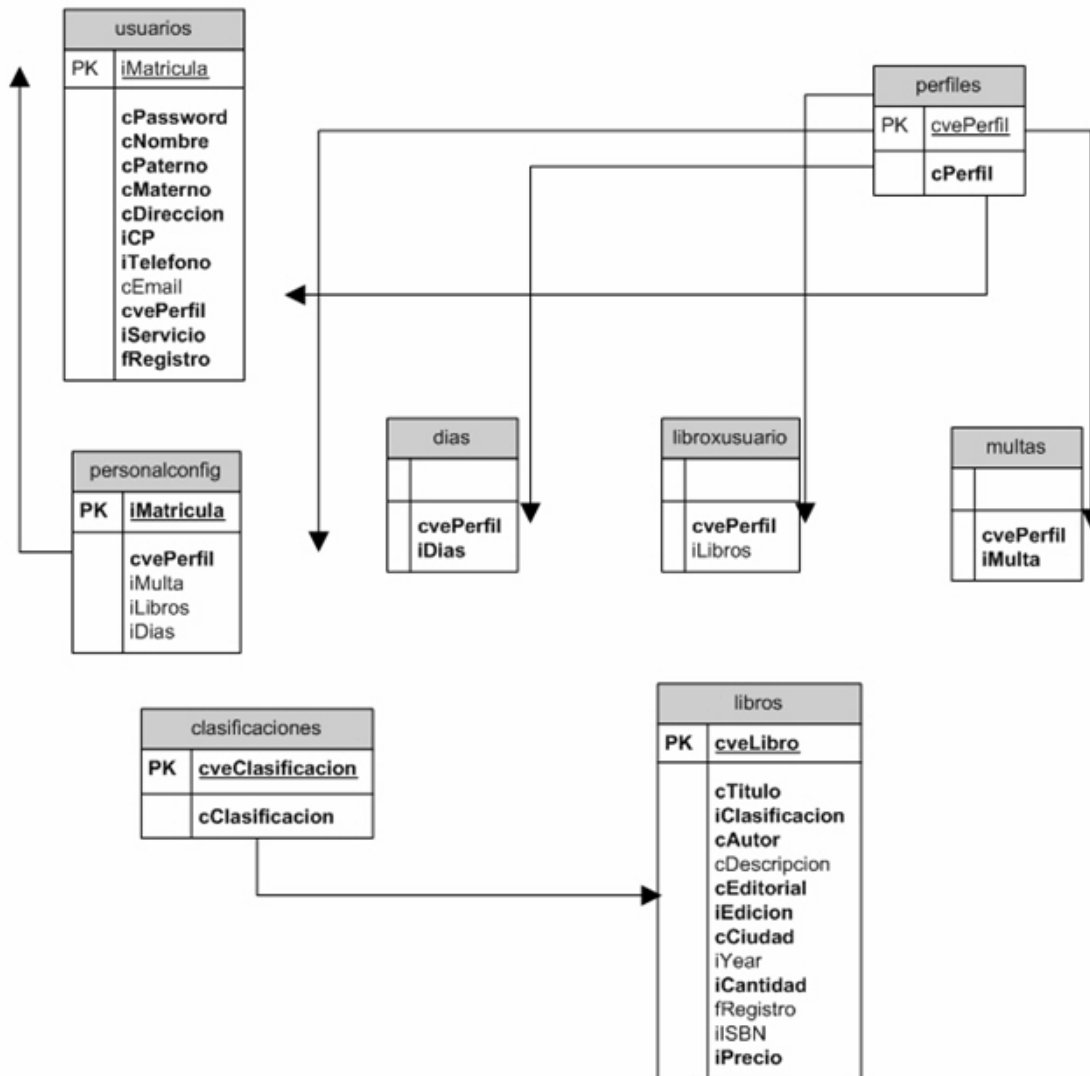 usuarios
PK iMatricula
cPassword
cNombre
cPaterno
cMaterno
cDireccion
iCP
iTelefono
cEmail
cvePerfil
iServicio
fRegistro
perfiles
PK cvePerfil
cPerfil
personalconfig
PK iMatricula
cvePerfil
iMulta
iLibros
iDias
dias
cvePerfil
iDias
libroxusuario
cvePerfil
iLibros
multas
cvePerfil
iMulta
clasificaciones
PK cveClasificacion
cClasificacion
libros
PK cveLibro
cTitulo
iClasificacion
cAutor
cDescripcion
cEditorial
iEdicion
cCiudad
iYear
iCantidad
fRegistro
iISBN
iPrecio